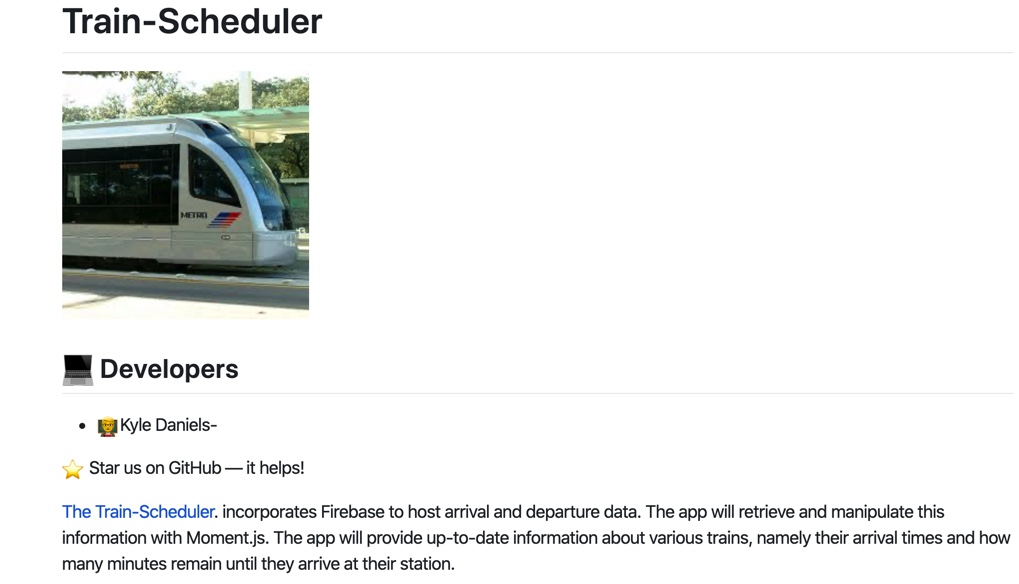 Train-Scheduler
METRO
Developers
Kyle Daniels-
Star us on GitHub — it helps!
The Train-Scheduler. incorporates Firebase to host arrival and departure data. The app will retrieve and manipulate this
information with Moment.js. The app will provide up-to-date information about various trains, namely their arrival times and how
many minutes remain until they arrive at their station.